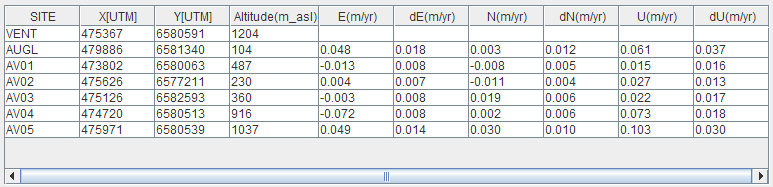 SITE X[UTM] Y[UTM] Altitude(m_asl) E(m/yr) dE(m/yr) N(m/yr) dN(m/yr) U(m/yr) dU(m/yr)
VENT 475367 6580591 1204
AUGL 479886 6581340 104 0.048 0.018 0.003 0.012 0.061 0.037
AV01 473802 6580063 487 -0.013 0.008 -0.008 0.005 0.015 0.016
AV02 475626 6577211 230 0.004 0.007 -0.011 0.004 0.027 0.013
AV03 475126 6582593 360 -0.003 0.008 0.019 0.006 0.022 0.017
AV04 474720 6580513 916 -0.072 0.008 0.002 0.006 0.073 0.018
AV05 475971 6580539 1037 0.049 0.014 0.030 0.010 0.103 0.030